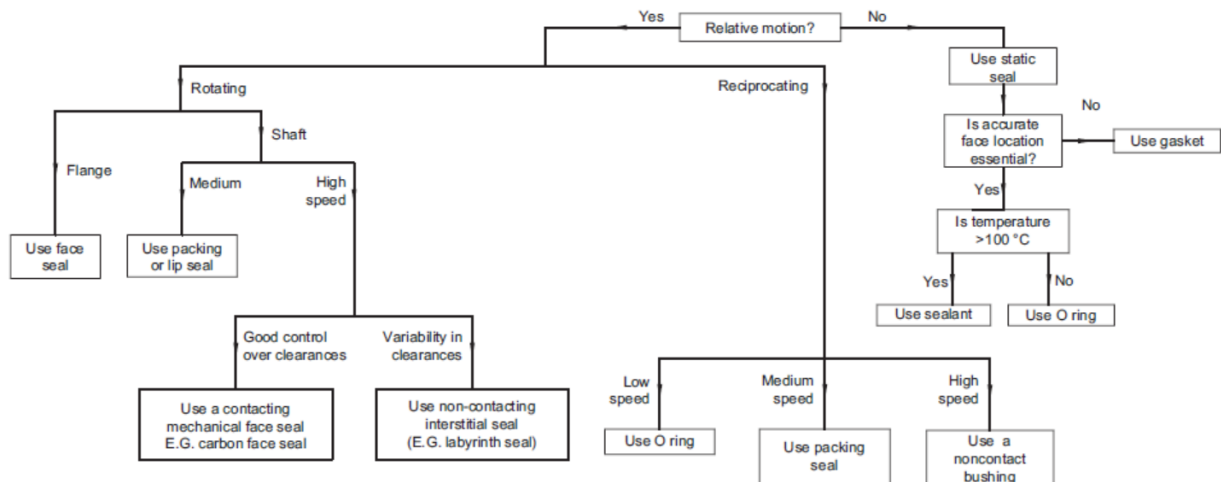 Yes
Relative motion?
No
Use static
seal
Rotating
Reciprocating
No
Is accurate
face location
essential?
Use gasket
Shaft
Flange
Medium
High
speed
Yes
Is temperature
>100 °C
Use face
seal
Use packing
or lip seal
Yes
No
Use sealant
Use O ring
Good control
over clearances
Variability in
clearances
Low
speed
Medium
speed
High
speed
Use a contacting
mechanical face seal
E.G. carbon face seal
Use non-contacting
interstitial seal
(E.G. labyrinth seal)
Use O ring
Use packing
seal
Use a
noncontact
bushing